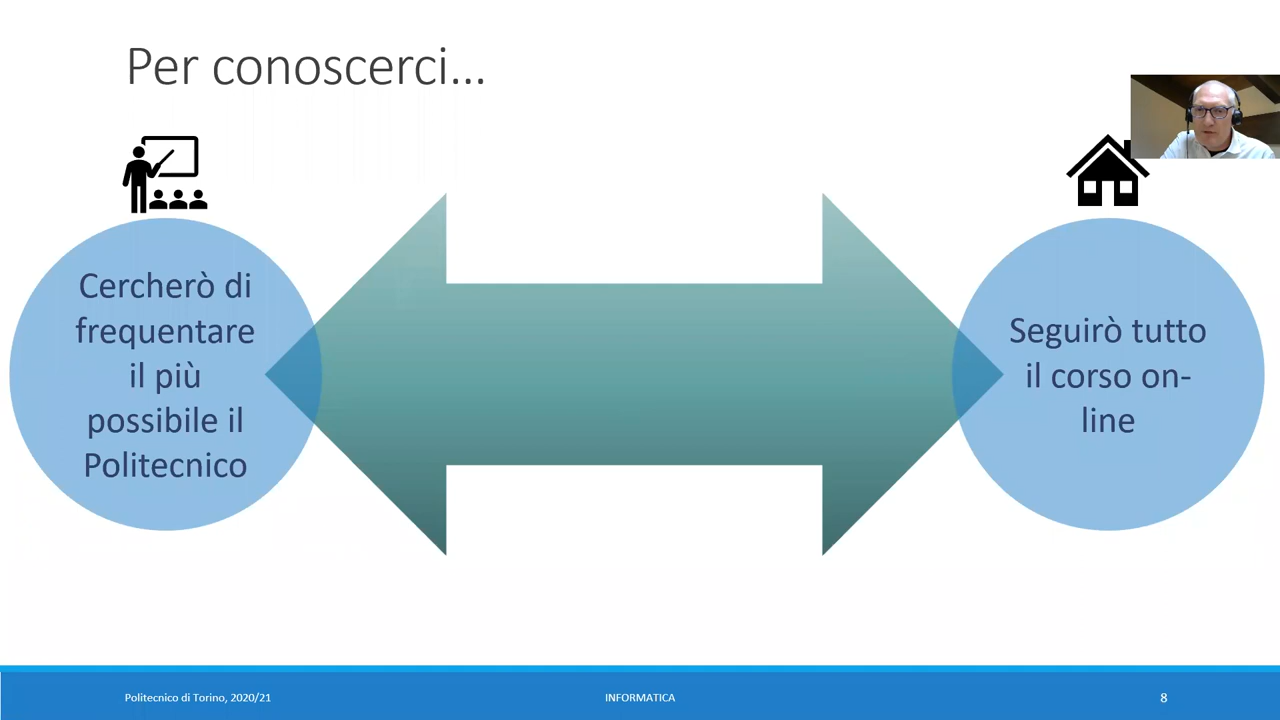 Per conoscerci...
Cercherò di
frequentare
il più
possibile il
Politecnico
Seguirò tutto
il corso on-
line
Politecnico di Torino, 2020/21
INFORMATICA
8